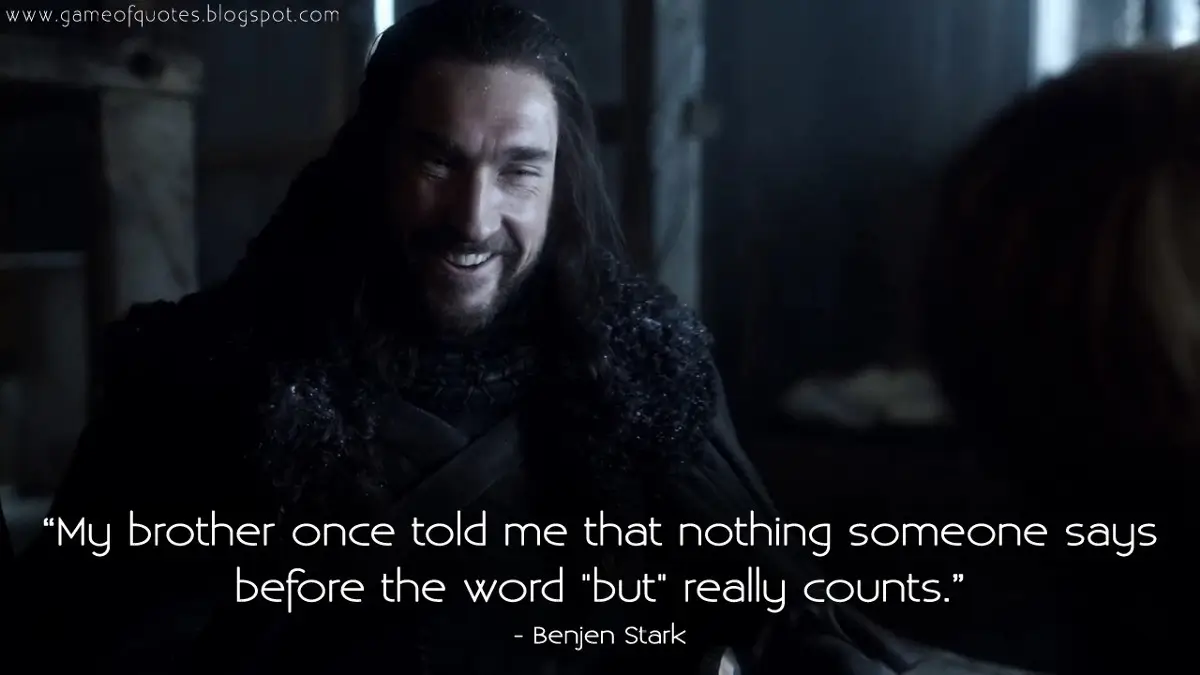 www.gameofquotes.blogspot.com
“My brother once told me that nothing someone says
before the word "but" really counts.”
- Benjen Stark